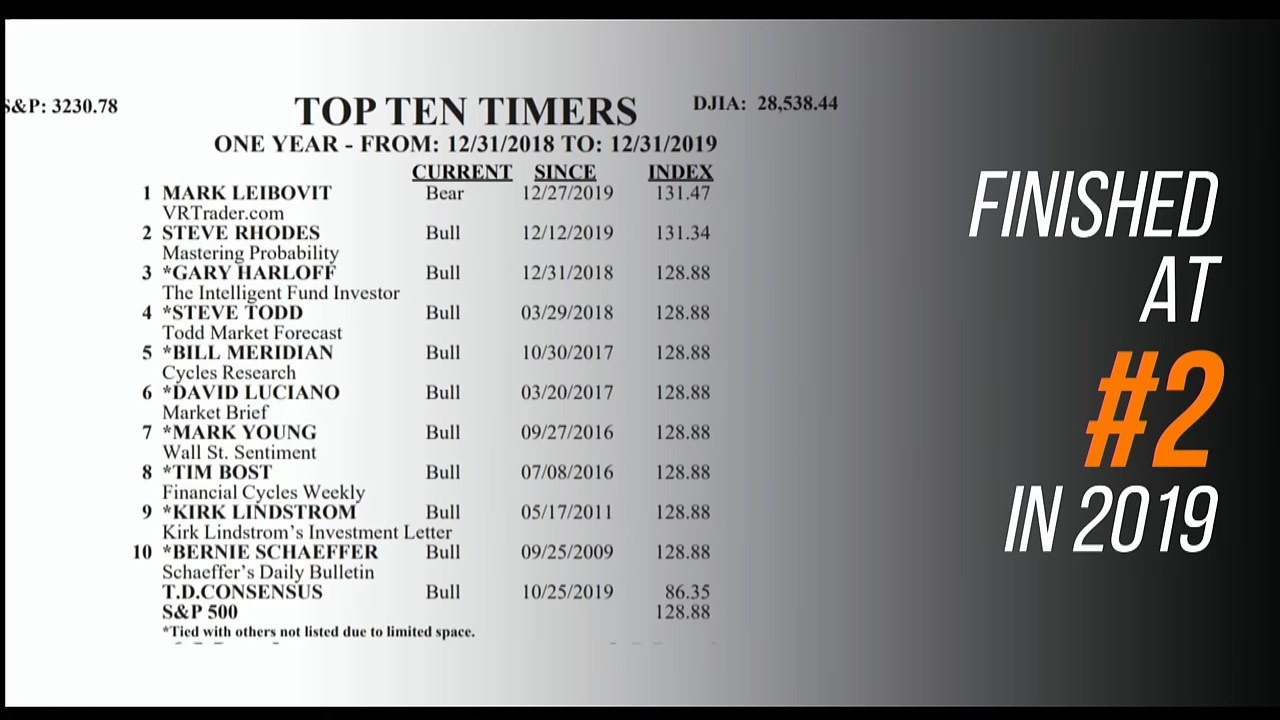 S&P: 3230.78
TOP TEN TIMERS
DJIA: 28,538.44
ONE YEAR - FROM: 12/31/2018 TO: 12/31/2019
CURRENT SINCE INDEX
1 MARK LEIBOVIT Bear 12/27/2019 131.47
VRTrader.com
2 STEVE RHODES Bull 12/12/2019 131.34
Mastering Probability
3 *GARY HARLOFF Bull 12/31/2018 128.88
The Intelligent Fund Investor
4 *STEVE TODD Bull 03/29/2018 128.88
Todd Market Forecast
5 *BILL MERIDIAN Bull 10/30/2017 128.88
Cycles Research
6 *DAVID LUCIANO Bull 03/20/2017 128.88
Market Brief
7 *MARK YOUNG Bull 09/27/2016 128.88
Wall St. Sentiment
8 *TIM BOST Bull 07/08/2016 128.88
Financial Cycles Weekly
9 *KIRK LINDSTROM Bull 05/17/2011 128.88
Kirk Lindstrom's Investment Letter
10 *BERNIE SCHAEFFER Bull 09/25/2009 128.88
Schaeffer's Daily Bulletin
T.D.CONSENSUS Bull 10/25/2019 86.35
S&P 500 128.88
*Tied with others not listed due to limited space.
FINISHED
AT
#2
IN 2019